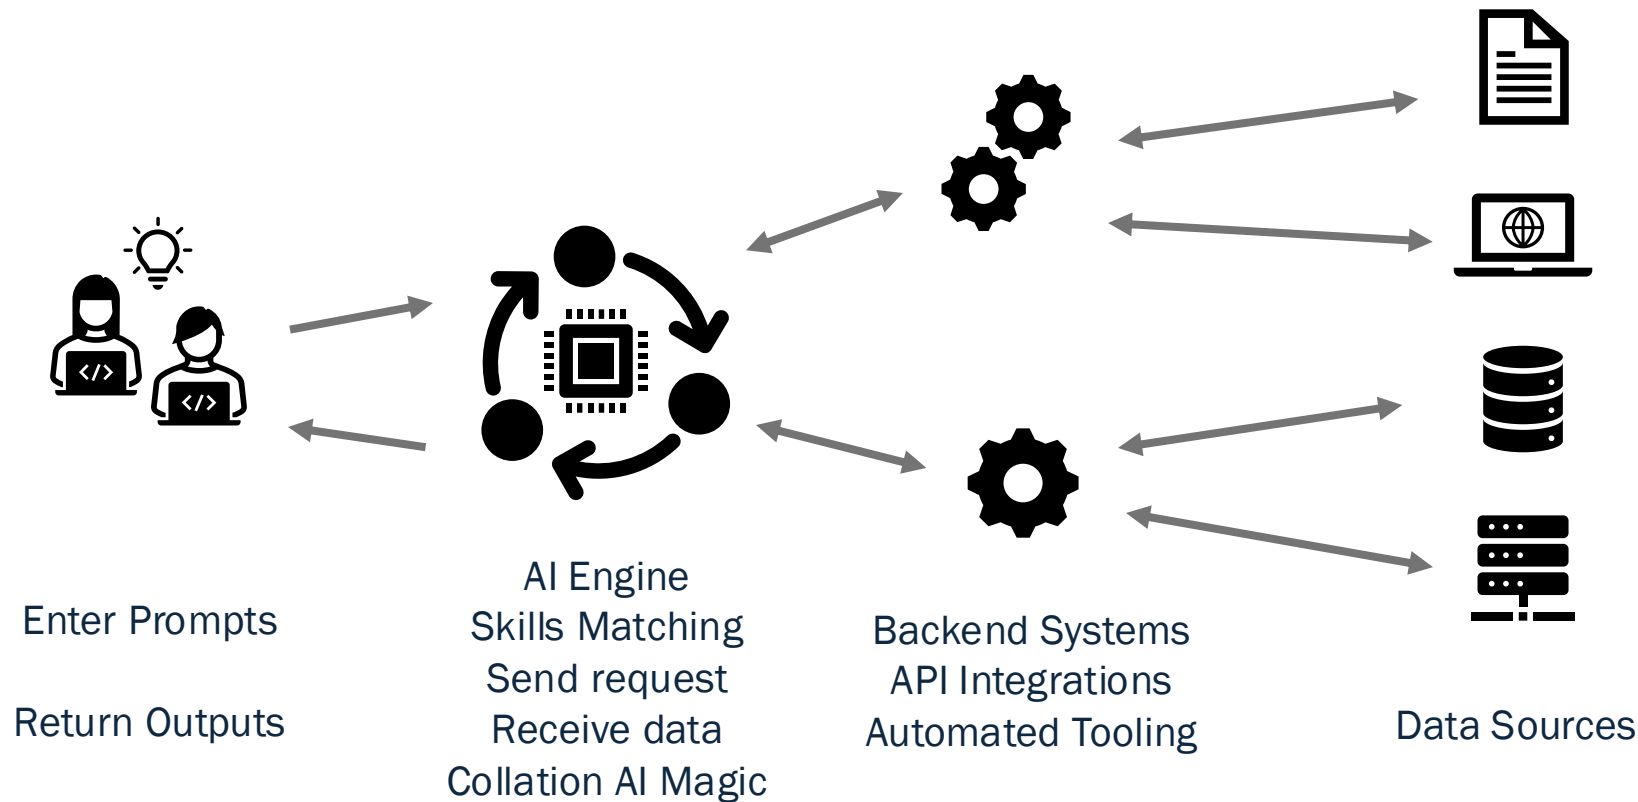 </>
</>
Enter Prompts
Return Outputs
AI Engine
Skills Matching
Send request
Receive data
Collation AI Magic
Backend Systems
API Integrations
Automated Tooling
Data Sources